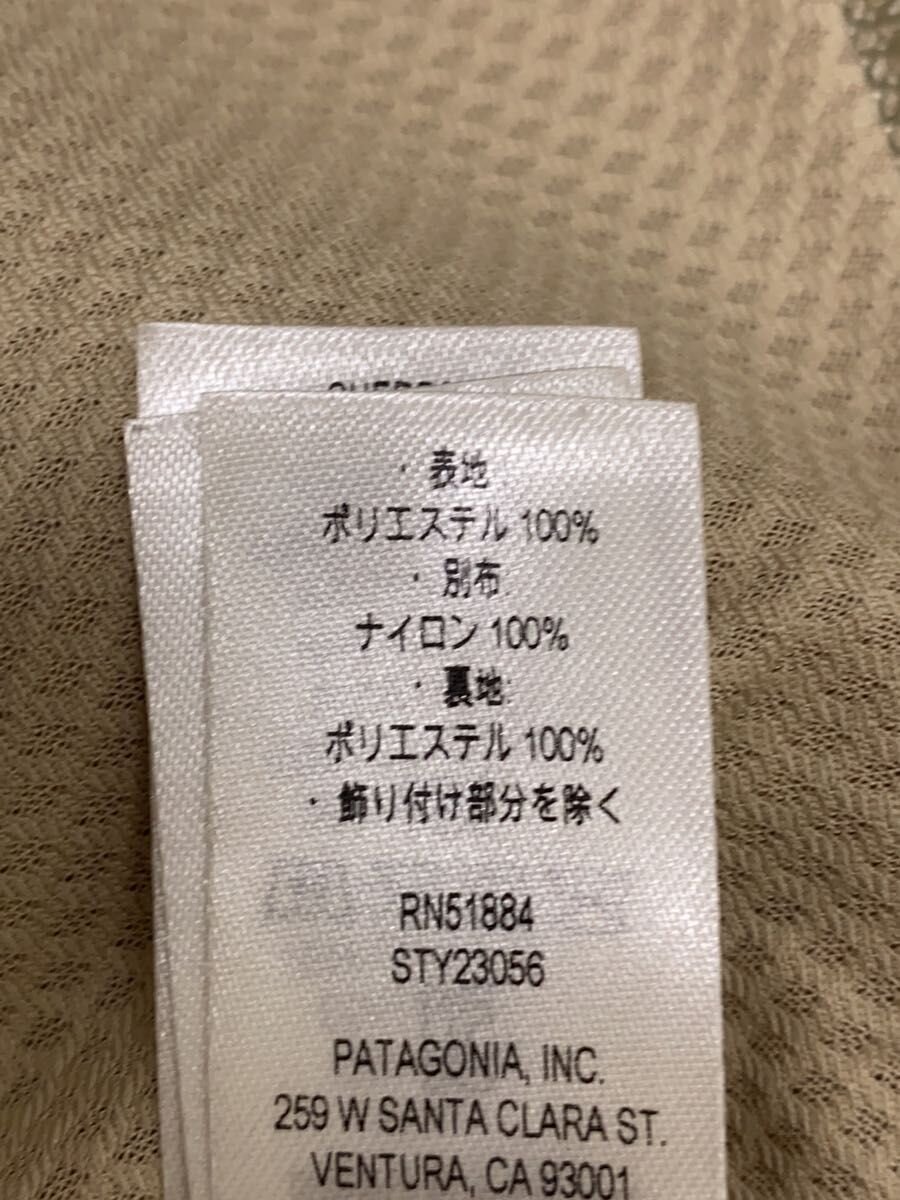 ・表地:
ポリエステル 100%
・別布:
ナイロン 100%
・裏地:
ポリエステル 100%
・飾り付け部分を除く
RN51884
STY23056
PATAGONIA, INC.
259 W SANTA CLARA ST.
VENTURA, CA 93001